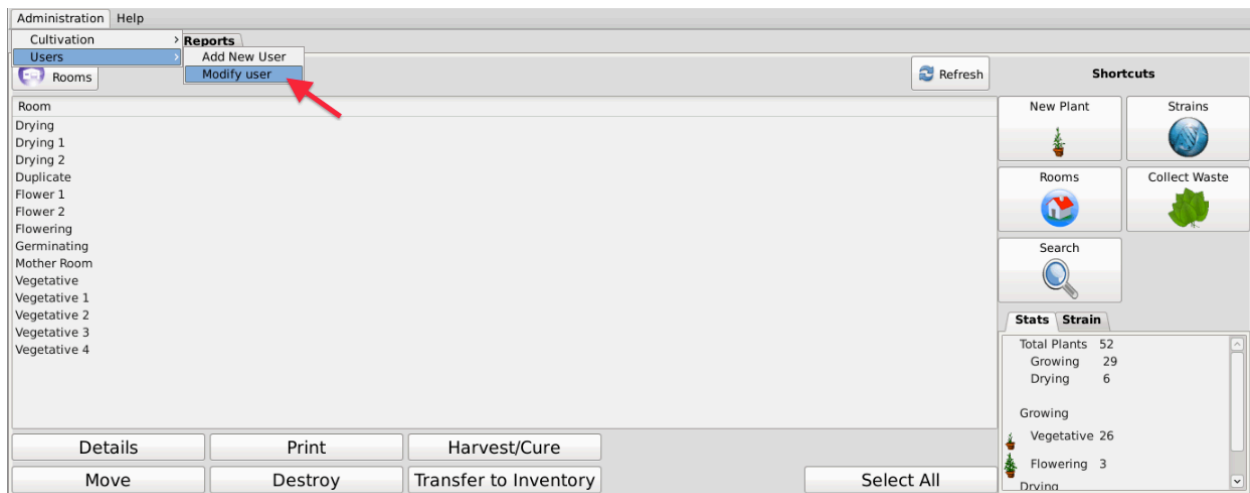 Administration Help
Cultivation > Reports
Users > Add New User
Modify user
Rooms
Refresh
Shortcuts
Room
Drying
Drying 1
Drying 2
Duplicate
Flower 1
Flower 2
Flowering
Germinating
Mother Room
Vegetative
Vegetative 1
Vegetative 2
Vegetative 3
Vegetative 4
New Plant
Strains
Rooms
Collect Waste
Search
Stats Strain
Total Plants 52
Growing 29
Drying 6
Growing
Vegetative 26
Flowering 3
Drying
Details Print Harvest/Cure
Move Destroy Transfer to Inventory Select All